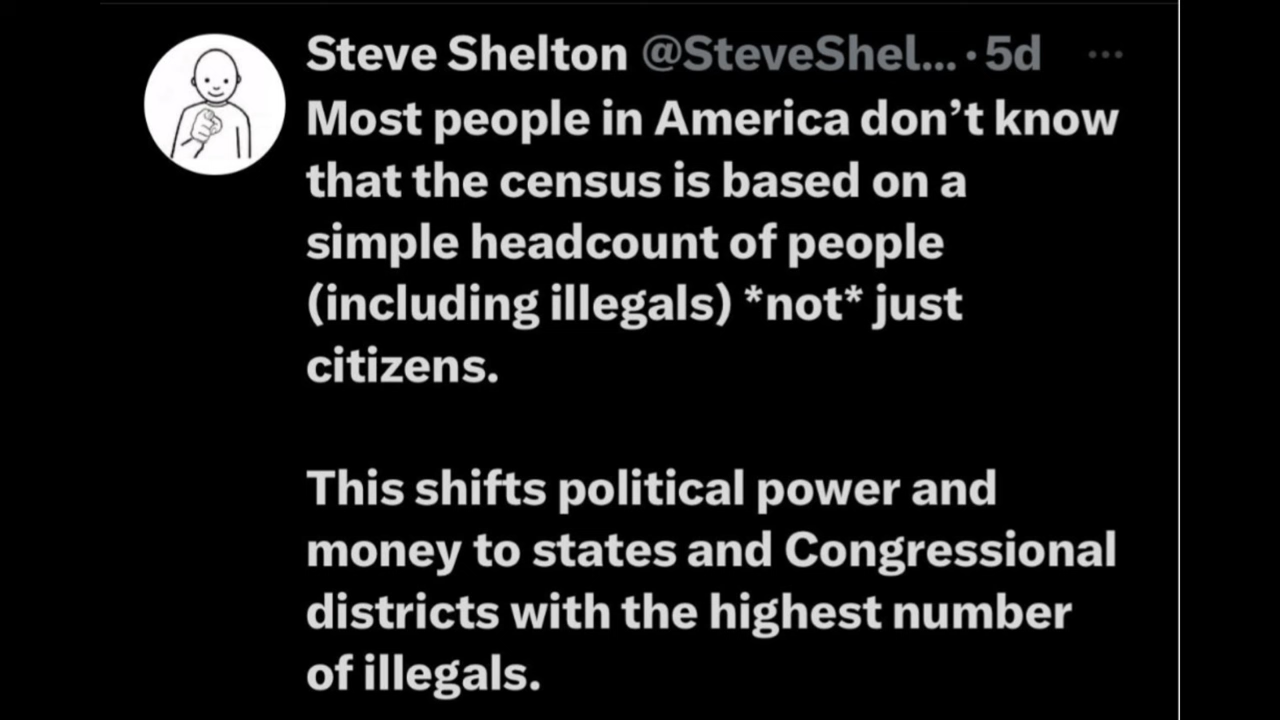 Steve Shelton @SteveShel... · 5d ...
Most people in America don’t know
that the census is based on a
simple headcount of people
(including illegals) *not* just
citizens.
This shifts political power and
money to states and Congressional
districts with the highest number
of illegals.